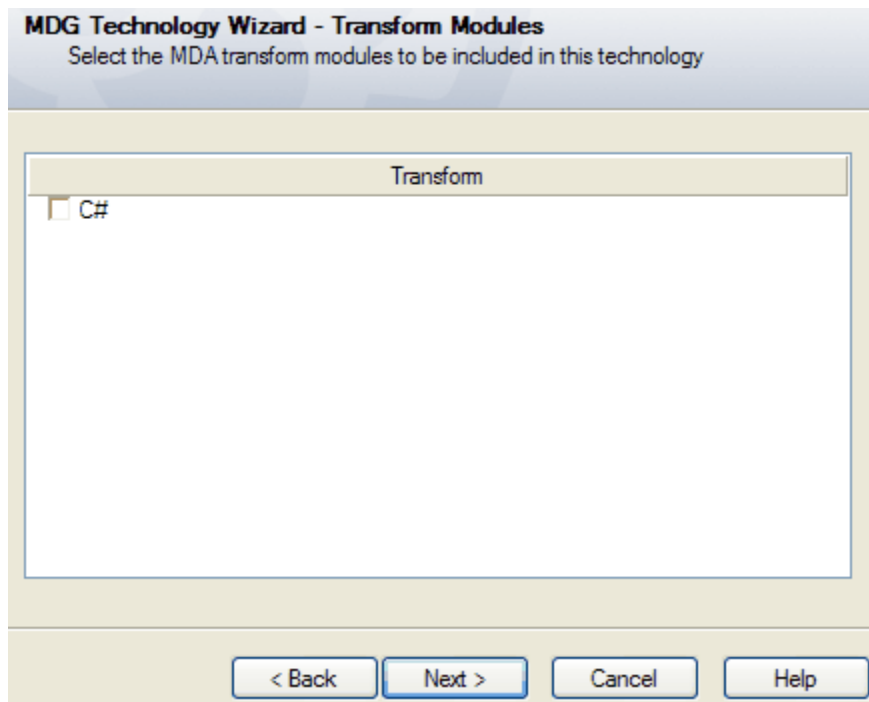 MDG Technology Wizard - Transform Modules
Select the MDA transform modules to be included in this technology
Transform
C#
< Back Next > Cancel Help